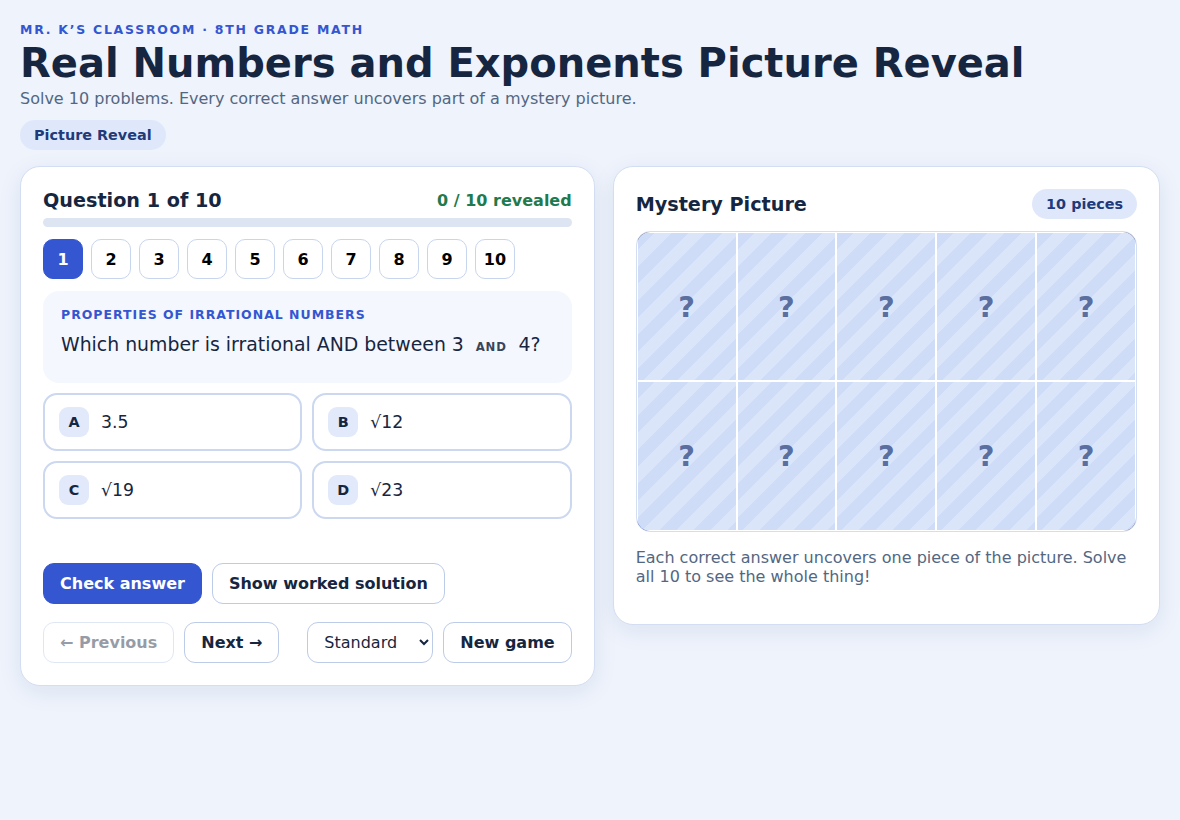 MR. K’S CLASSROOM · 8TH GRADE MATH
Real Numbers and Exponents Picture Reveal
Solve 10 problems. Every correct answer uncovers part of a mystery picture.
Picture Reveal
Question 1 of 10
0 / 10 revealed
1 2 3 4 5 6 7 8 9 10
PROPERTIES OF IRRATIONAL NUMBERS
Which number is irrational AND between 3 AND 4?
A 3.5
B √12
C √19
D √23
Check answer
Show worked solution
← Previous
Next →
Standard
New game
Mystery Picture
10 pieces
? ? ? ? ?
? ? ? ? ?
Each correct answer uncovers one piece of the picture. Solve
all 10 to see the whole thing!